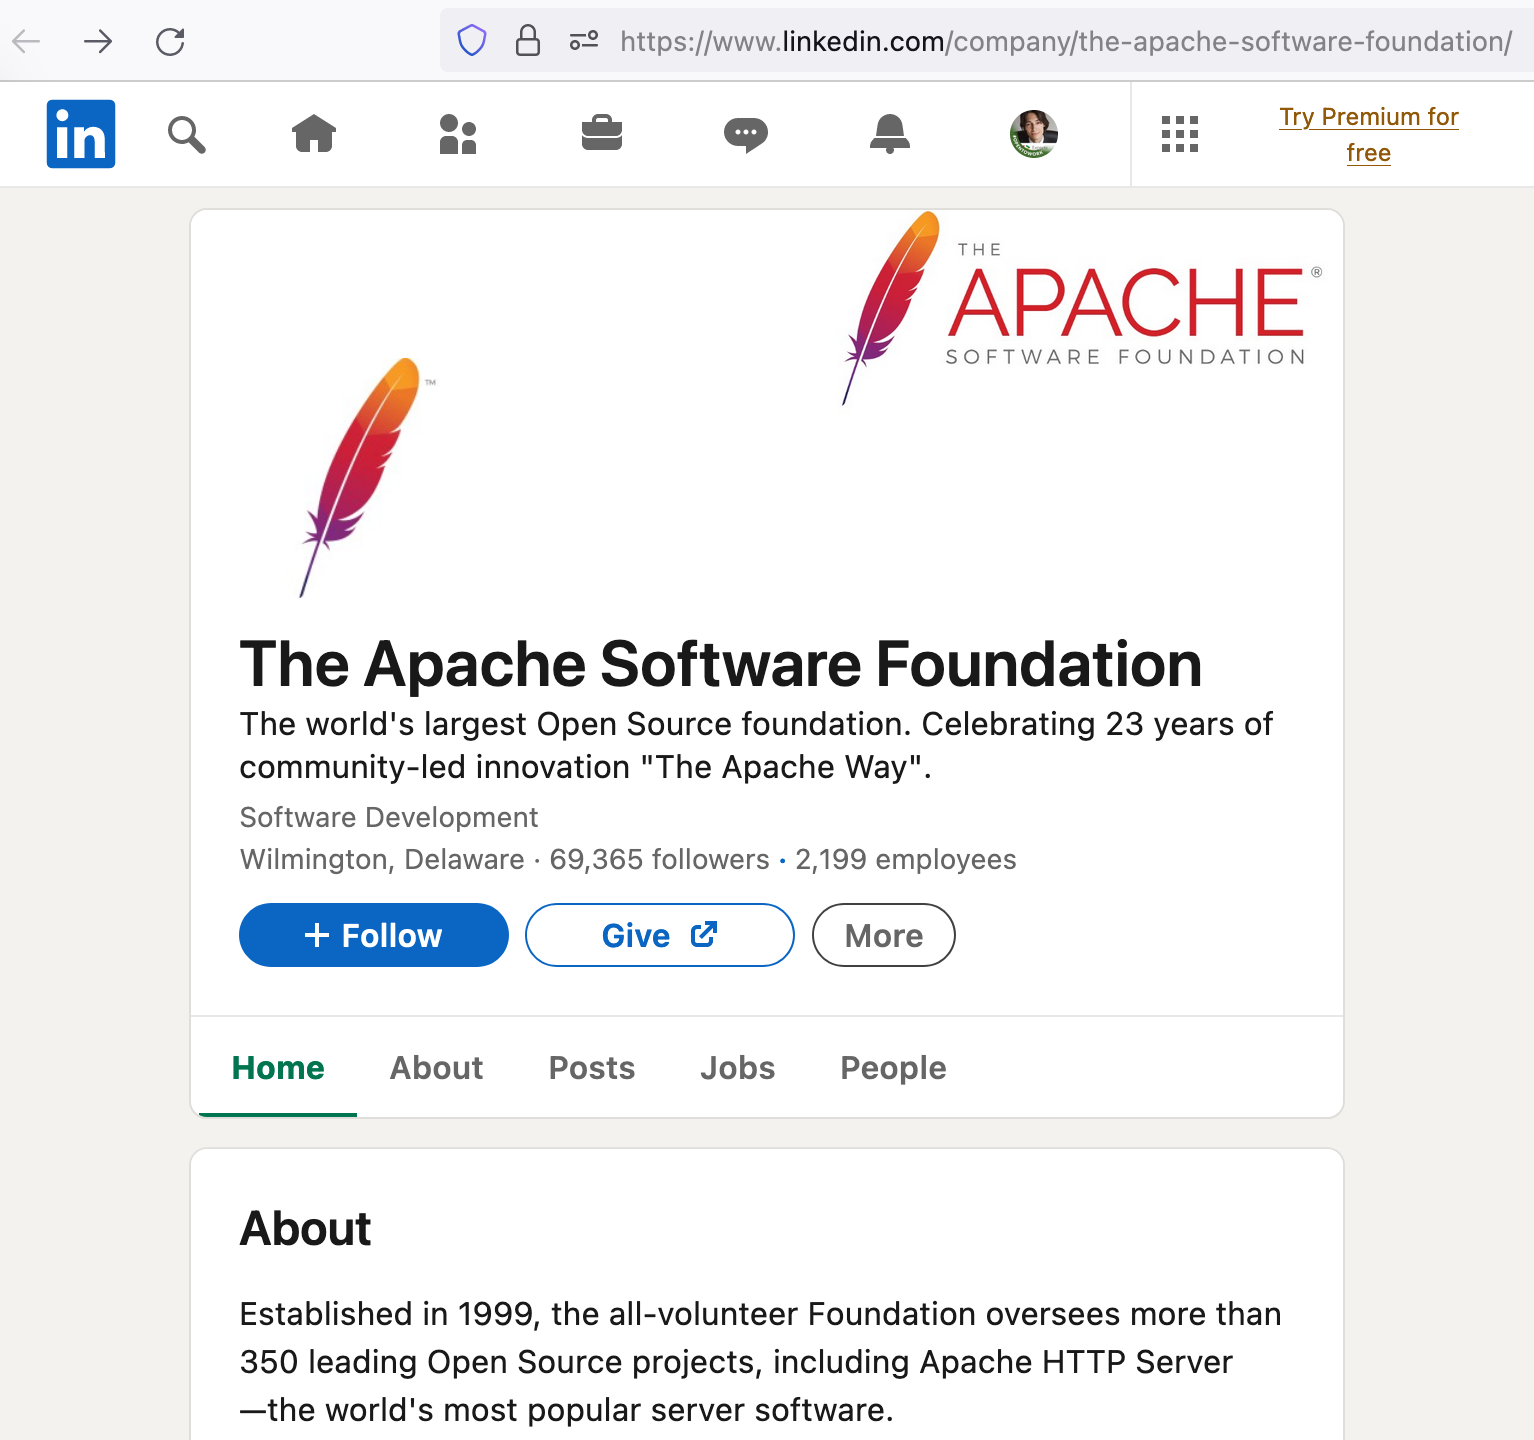 https://www.linkedin.com/company/the-apache-software-foundation/
in
Try Premium for
free
THE
APACHE®
SOFTWARE FOUNDATION
™
The Apache Software Foundation
The world's largest Open Source foundation. Celebrating 23 years of
community-led innovation "The Apache Way".
Software Development
Wilmington, Delaware · 69,365 followers • 2,199 employees
+ Follow
Give
More
Home About Posts Jobs People
About
Established in 1999, the all-volunteer Foundation oversees more than
350 leading Open Source projects, including Apache HTTP Server
—the world's most popular server software.